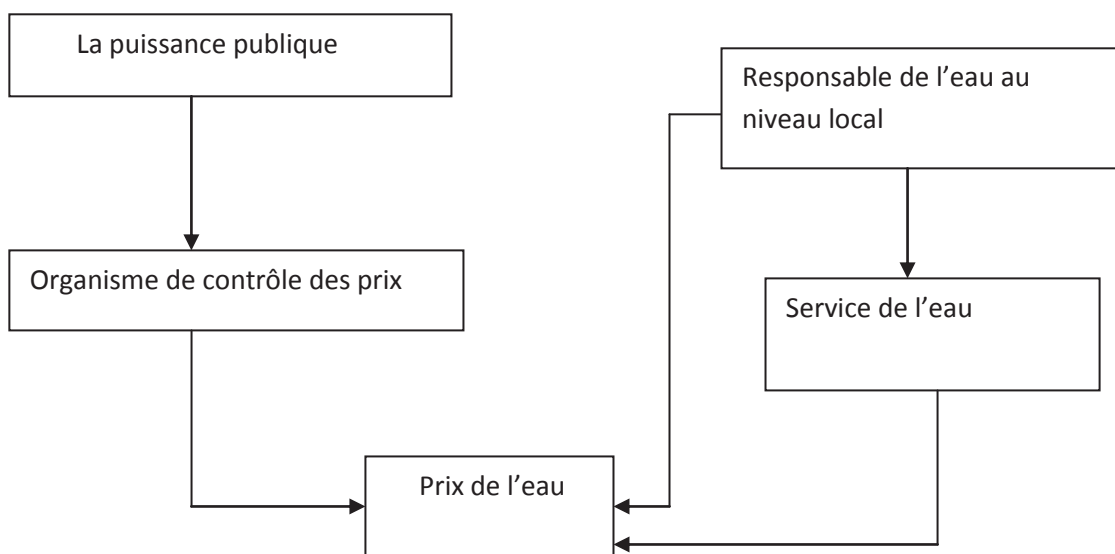 La puissance publique
Responsable de l’eau au
niveau local
Organisme de contrôle des prix
Service de l’eau
Prix de l’eau